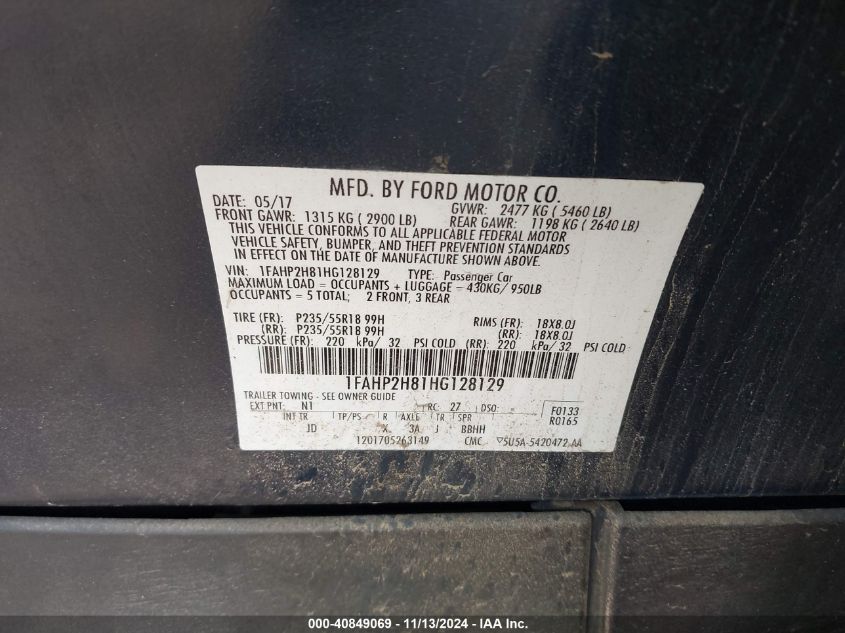 MFD. BY FORD MOTOR CO.
DATE: 05/17 GVWR: 2477 KG ( 5460 LB)
FRONT GAWR: 1315 KG ( 2900 LB) REAR GAWR: 1198 KG ( 2640 LB)
THIS VEHICLE CONFORMS TO ALL APPLICABLE FEDERAL MOTOR
VEHICLE SAFETY, BUMPER, AND THEFT PREVENTION STANDARDS
IN EFFECT ON THE DATE OF MANUFACTURE SHOWN ABOVE.
VIN: 1FAHP2H81HG128129 TYPE: Passenger Car
MAXIMUM LOAD = OCCUPANTS + LUGGAGE = 430KG/ 950LB
OCCUPANTS = 5 TOTAL; 2 FRONT, 3 REAR
TIRE (FR): P235/55R18 99H RIMS (FR): 18X8.0J
(RR): P235/55R18 99H (RR): 18X8.0J
PRESSURE (FR): 220 kPa/ 32 PSI COLD (RR): 220 kPa/ 32 PSI COLD
1FAHP2H81HG128129
TRAILER TOWING - SEE OWNER GUIDE
EXT PNT: N1 RC: 27 DSO: F0133
INT TR TP/PS R AXLE TR SPR R0165
JD X 3A J BBHH
1201705263149 CMC 5U5A-5420472-AA
000-40849069 - 11/13/2024 - IAA Inc.